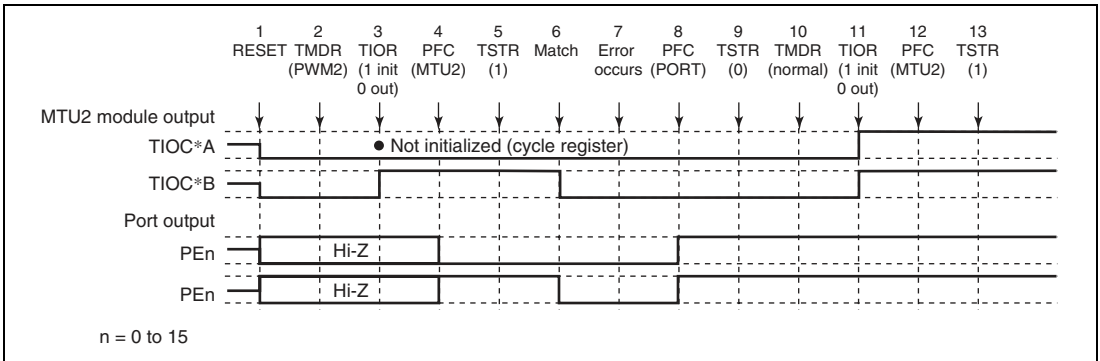 1 2 3 4 5 6 7 8 9 10 11 12 13
RESET TMDR TIOR PFC TSTR Match Error PFC TSTR TMDR TIOR PFC TSTR
(PWM2) (1 init (MTU2) (1) occurs (PORT) (0) (normal) (1 init (MTU2) (1)
0 out) 0 out)
MTU2 module output
TIOC*A
● Not initialized (cycle register)
TIOC*B
Port output
PEn Hi-Z
PEn Hi-Z
n = 0 to 15